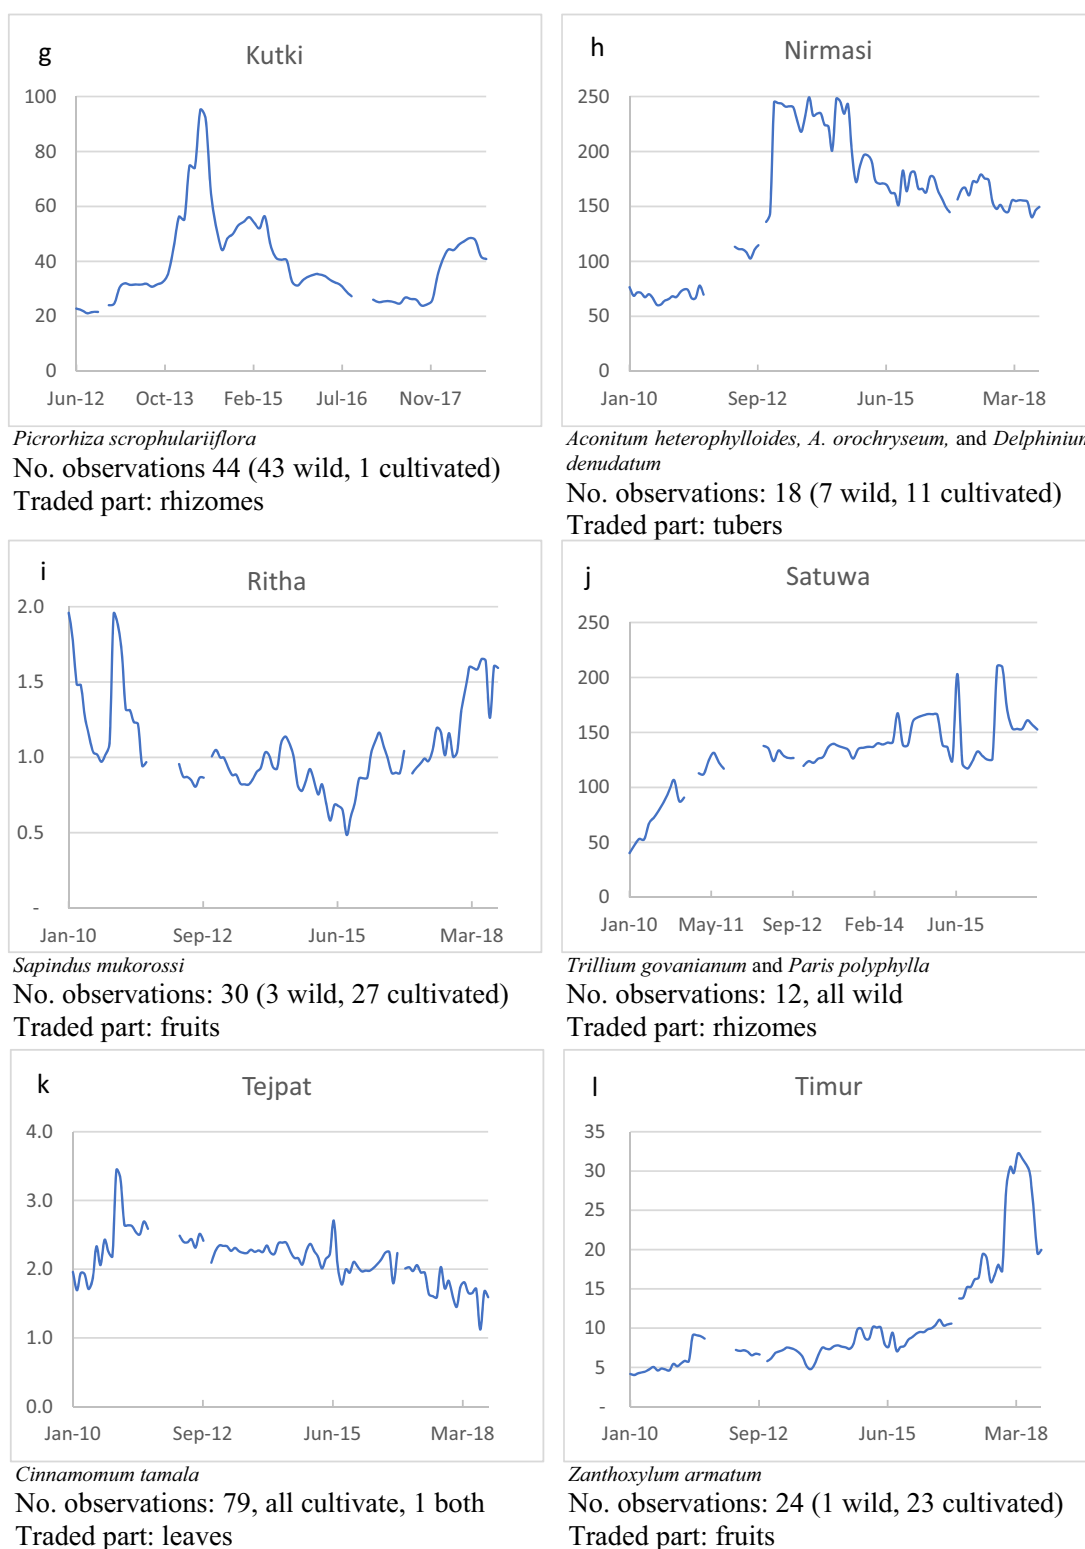 g
Kutki
100
80
60
40
20
0
Jun-12 Oct-13 Feb-15 Jul-16 Nov-17
Picrorhiza scrophulariiflora
No. observations 44 (43 wild, 1 cultivated)
Traded part: rhizomes
h
Nirmasi
250
200
150
100
50
0
Jan-10 Sep-12 Jun-15 Mar-18
Aconitum heterophylloides, A. orochryseum, and Delphinium
denudatum
No. observations: 18 (7 wild, 11 cultivated)
Traded part: tubers
i
Ritha
2.0
1.5
1.0
0.5
-
Jan-10 Sep-12 Jun-15 Mar-18
Sapindus mukorossi
No. observations: 30 (3 wild, 27 cultivated)
Traded part: fruits
j
Satuwa
250
200
150
100
50
0
Jan-10 May-11 Sep-12 Feb-14 Jun-15
Trillium govanianum and Paris polyphylla
No. observations: 12, all wild
Traded part: rhizomes
k
Tejpat
4.0
3.0
2.0
1.0
0.0
Jan-10 Sep-12 Jun-15 Mar-18
Cinnamomum tamala
No. observations: 79, all cultivate, 1 both
Traded part: leaves
l
Timur
35
30
25
20
15
10
5
-
Jan-10 Sep-12 Jun-15 Mar-18
Zanthoxylum armatum
No. observations: 24 (1 wild, 23 cultivated)
Traded part: fruits